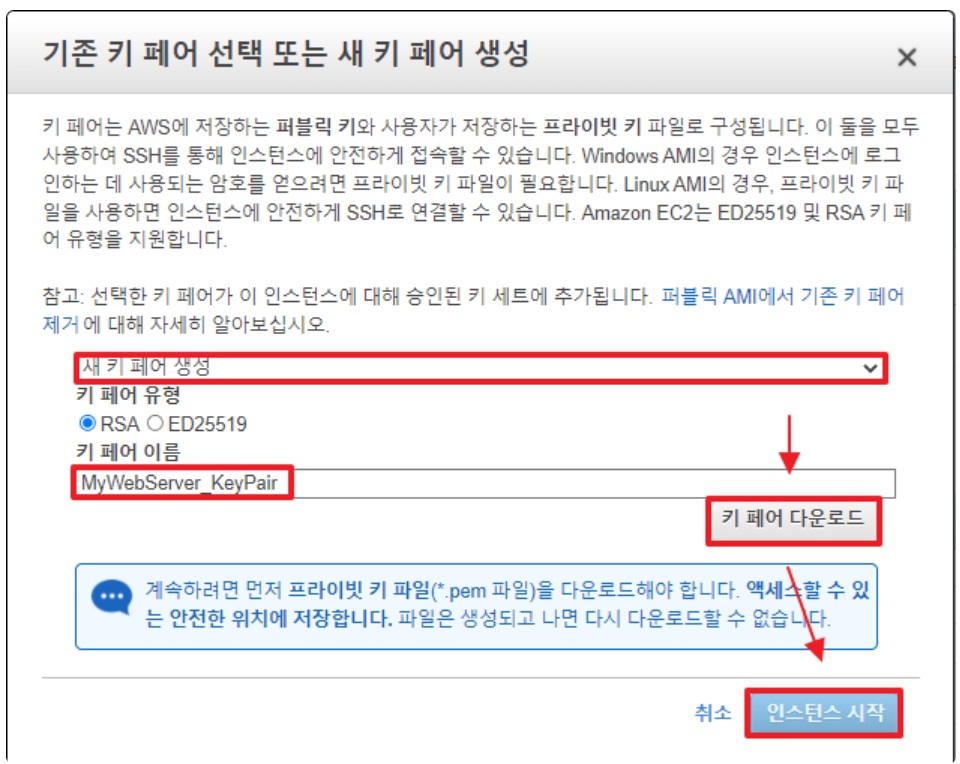 기존 키 페어 선택 또는 새 키 페어 생성
키 페어는 AWS에 저장하는 퍼블릭 키와 사용자가 저장하는 프라이빗 키 파일로 구성됩니다. 이 둘을 모두
사용하여 SSH를 통해 인스턴스에 안전하게 접속할 수 있습니다. Windows AMI의 경우 인스턴스에 로그
인하는 데 사용되는 암호를 얻으려면 프라이빗 키 파일이 필요합니다. Linux AMI의 경우, 프라이빗 키 파
일을 사용하면 인스턴스에 안전하게 SSH로 연결할 수 있습니다. Amazon EC2는 ED25519 및 RSA 키 페
어 유형을 지원합니다.
참고: 선택한 키 페어가 이 인스턴스에 대해 승인된 키 세트에 추가됩니다. 퍼블릭 AMI에서 기존 키 페어
제거 에 대해 자세히 알아보십시오.
새 키 페어 생성
키 페어 유형
RSA ED25519
키 페어 이름
MyWebServer_KeyPair
키 페어 다운로드
계속하려면 먼저 프라이빗 키 파일(*.pem 파일)을 다운로드해야 합니다. 액세스할 수 있
는 안전한 위치에 저장합니다. 파일은 생성되고 나면 다시 다운로드할 수 없습니다.
취소 인스턴스 시작